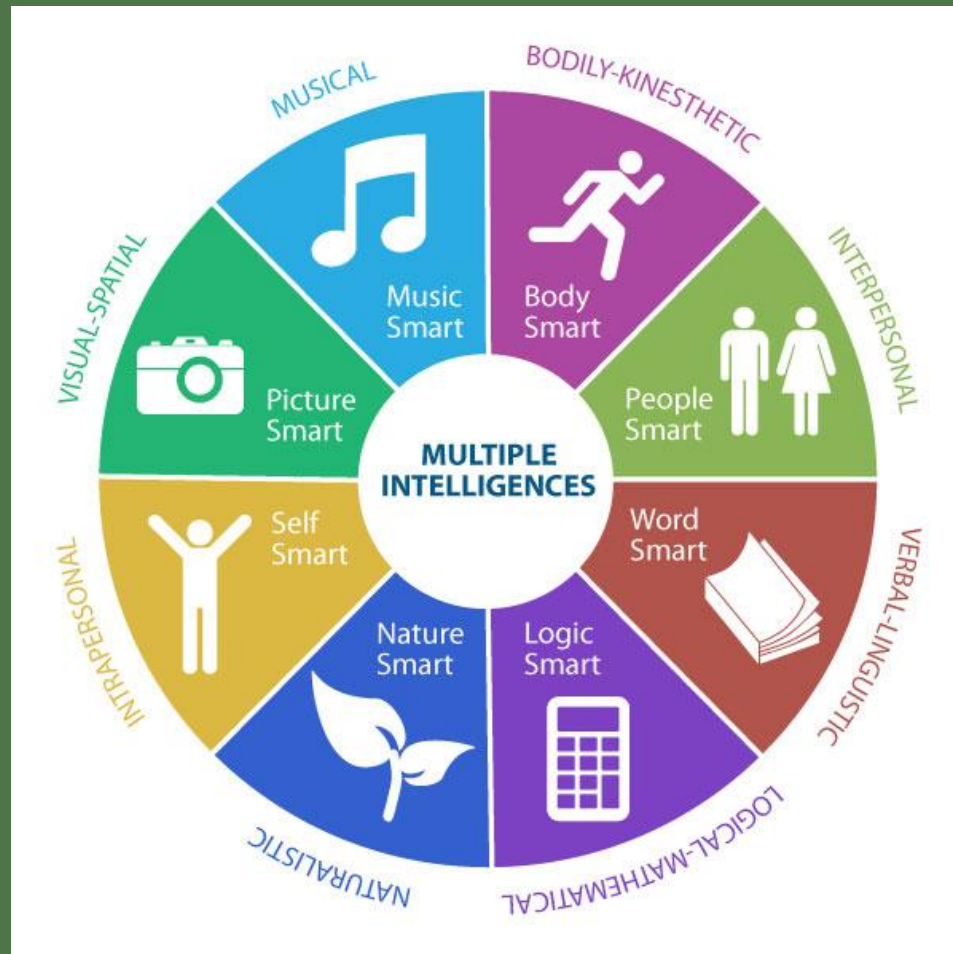 MUSICAL
BODILY-KINESTHETIC
INTERPERSONAL
VERBAL-LINGUISTIC
LOGICAL-MATHEMATICAL
NATURALISTIC
INTRAPERSONAL
VISUAL-SPATIAL
Music
Smart
Body
Smart
People
Smart
Word
Smart
Logic
Smart
Nature
Smart
Self
Smart
Picture
Smart
MULTIPLE
INTELLIGENCES